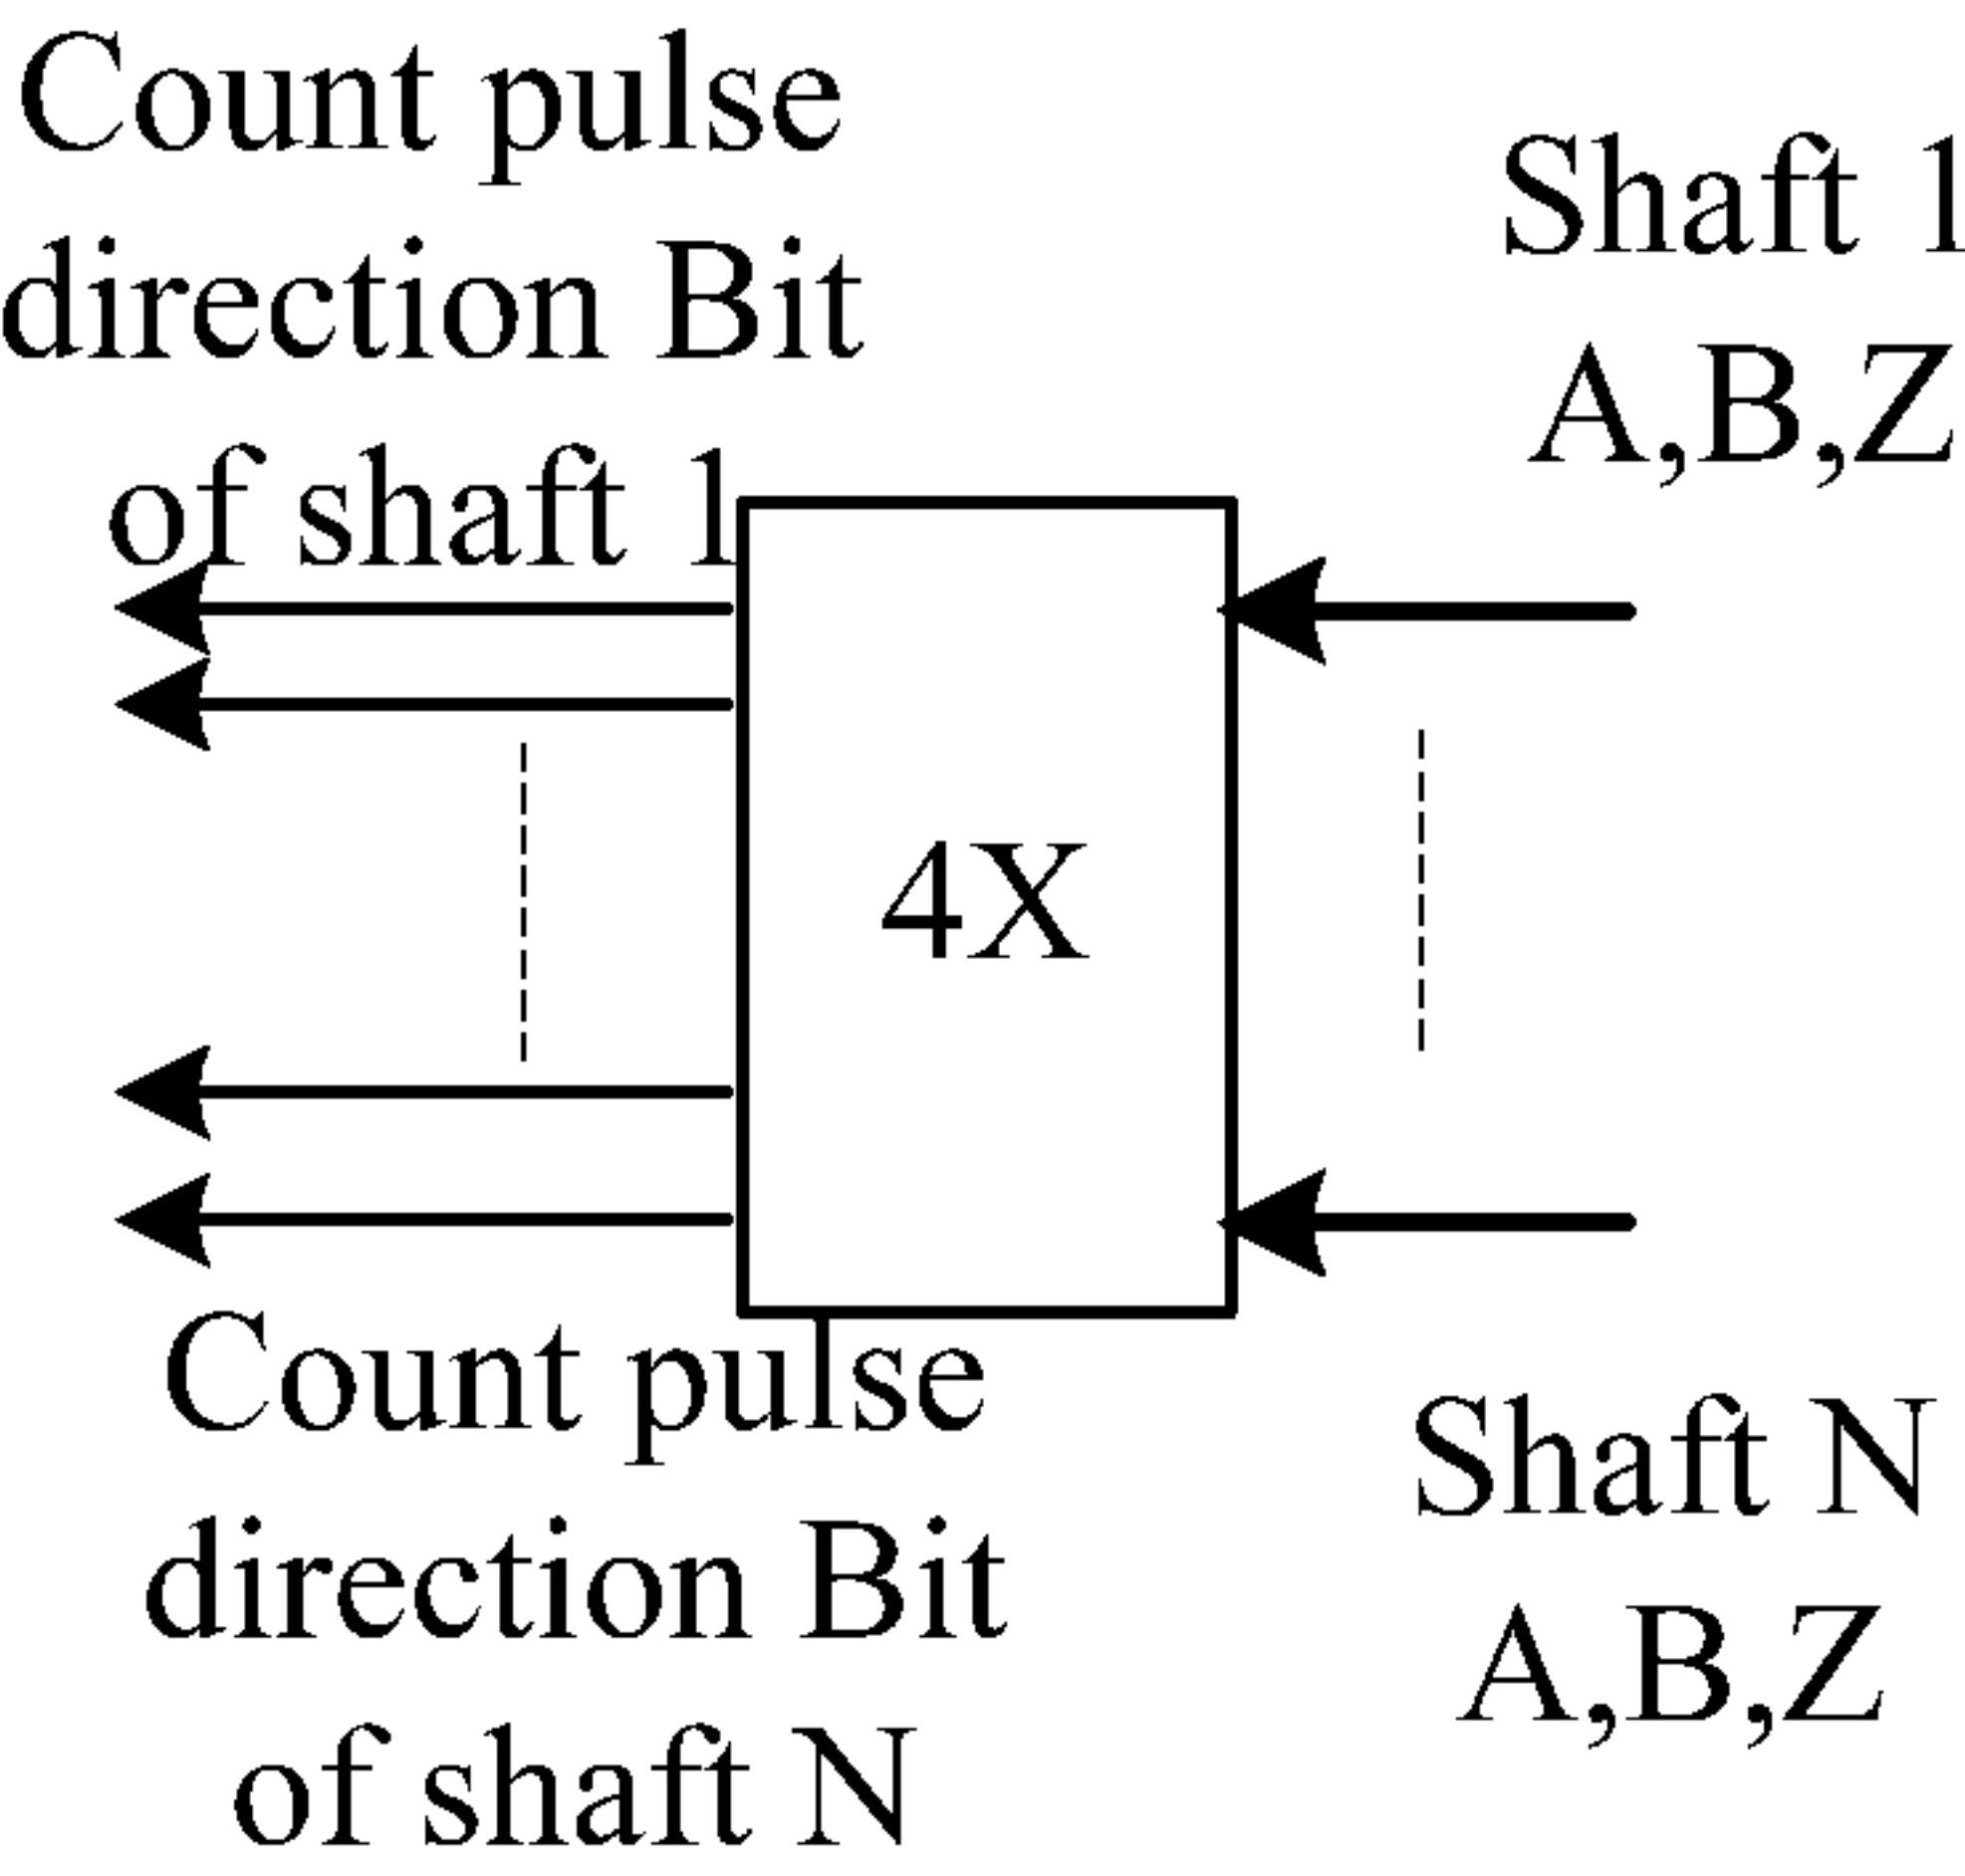 Count pulse
direction Bit
of shaft 1
Shaft 1
A,B,Z
4X
Count pulse
direction Bit
of shaft N
Shaft N
A,B,Z